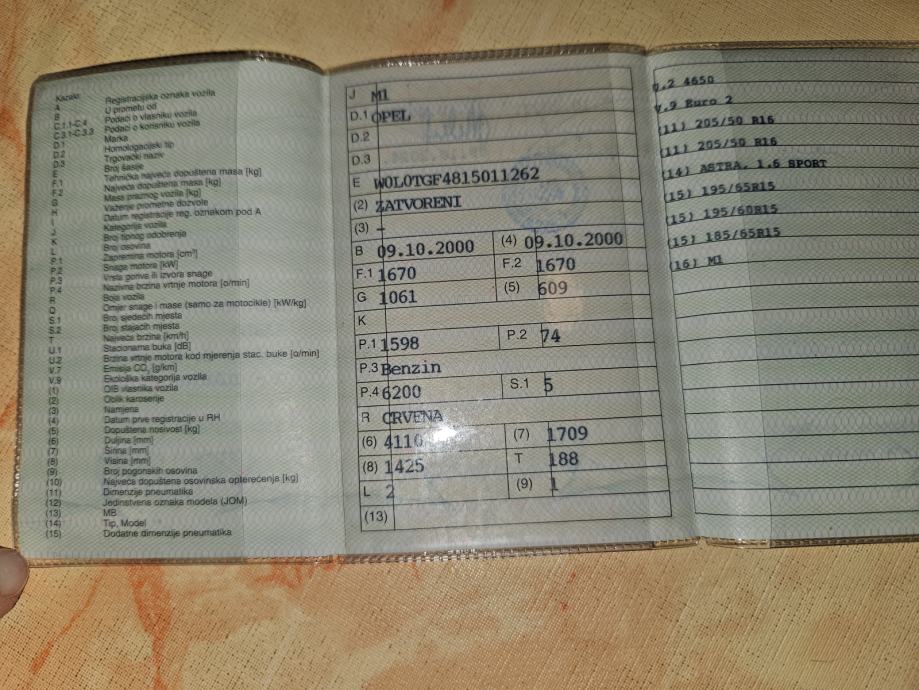 Kazalo:
A Registracijska oznaka vozila
B U prometu od
C.1.1-C.4 Podaci o vlasniku vozila
C.3.1-C.3.3 Podaci o korisniku vozila
D.1 Marka
D.2 Homologacijski tip
D.3 Trgovački naziv
E Broj šasije
F.1 Tehnička najveća dopuštena masa [kg]
F.2 Najveća dopuštena masa [kg]
G Masa praznog vozila [kg]
H Važenje prometne dozvole
I Datum registracije reg. oznakom pod A
J Kategorija vozila
K Broj tipnog odobrenja
L Broj osovina
P.1 Zapremina motora [cm³]
P.2 Snaga motora [kW]
P.3 Vrsta goriva ili izvora snage
P.4 Nazivna brzina vrtnje motora [o/min]
R Boja vozila
Q Omjer snage i mase (samo za motocikle) [kW/kg]
S.1 Broj sjedećih mjesta
S.2 Broj stajaćih mjesta
T Najveća brzina [km/h]
U.1 Stacionarna buka [dB]
U.2 Brzina vrtnje motora kod mjerenja stac. buke [o/min]
V.7 Emisija CO₂ [g/km]
V.9 Ekološka kategorija vozila
(1) OIB vlasnika vozila
(2) Oblik karoserije
(3) Namjena
(4) Datum prve registracije u RH
(5) Dopuštena nosivost [kg]
(6) Duljina [mm]
(7) Širina [mm]
(8) Visina [mm]
(9) Broj pogonskih osovina
(10) Najveća dopuštena osovinska opterećenja [kg]
(11) Dimenzije pneumatika
(12) Jedinstvena oznaka modela (JOM)
(13) MB
(14) Tip, Model
(15) Dodatne dimenzije pneumatika
J M1
D.1 OPEL
D.2
D.3
E W0L0TGF4815011262
(2) ZATVORENI
(3) -
B 09.10.2000 (4) 09.10.2000
F.1 1670 F.2 1670
G 1061 (5) 609
K
P.1 1598 P.2 74
P.3 Benzin
P.4 6200 S.1 5
R CRVENA
(6) 4110 (7) 1709
(8) 1425 T 188
L 2 (9) 1
(13)
U.2 4650
V.9 Euro 2
(11) 205/50 R16
(11) 205/50 R16
(14) ASTRA, 1.6 SPORT
(15) 195/65R15
(15) 195/60R15
(15) 185/65R15
(16) M1